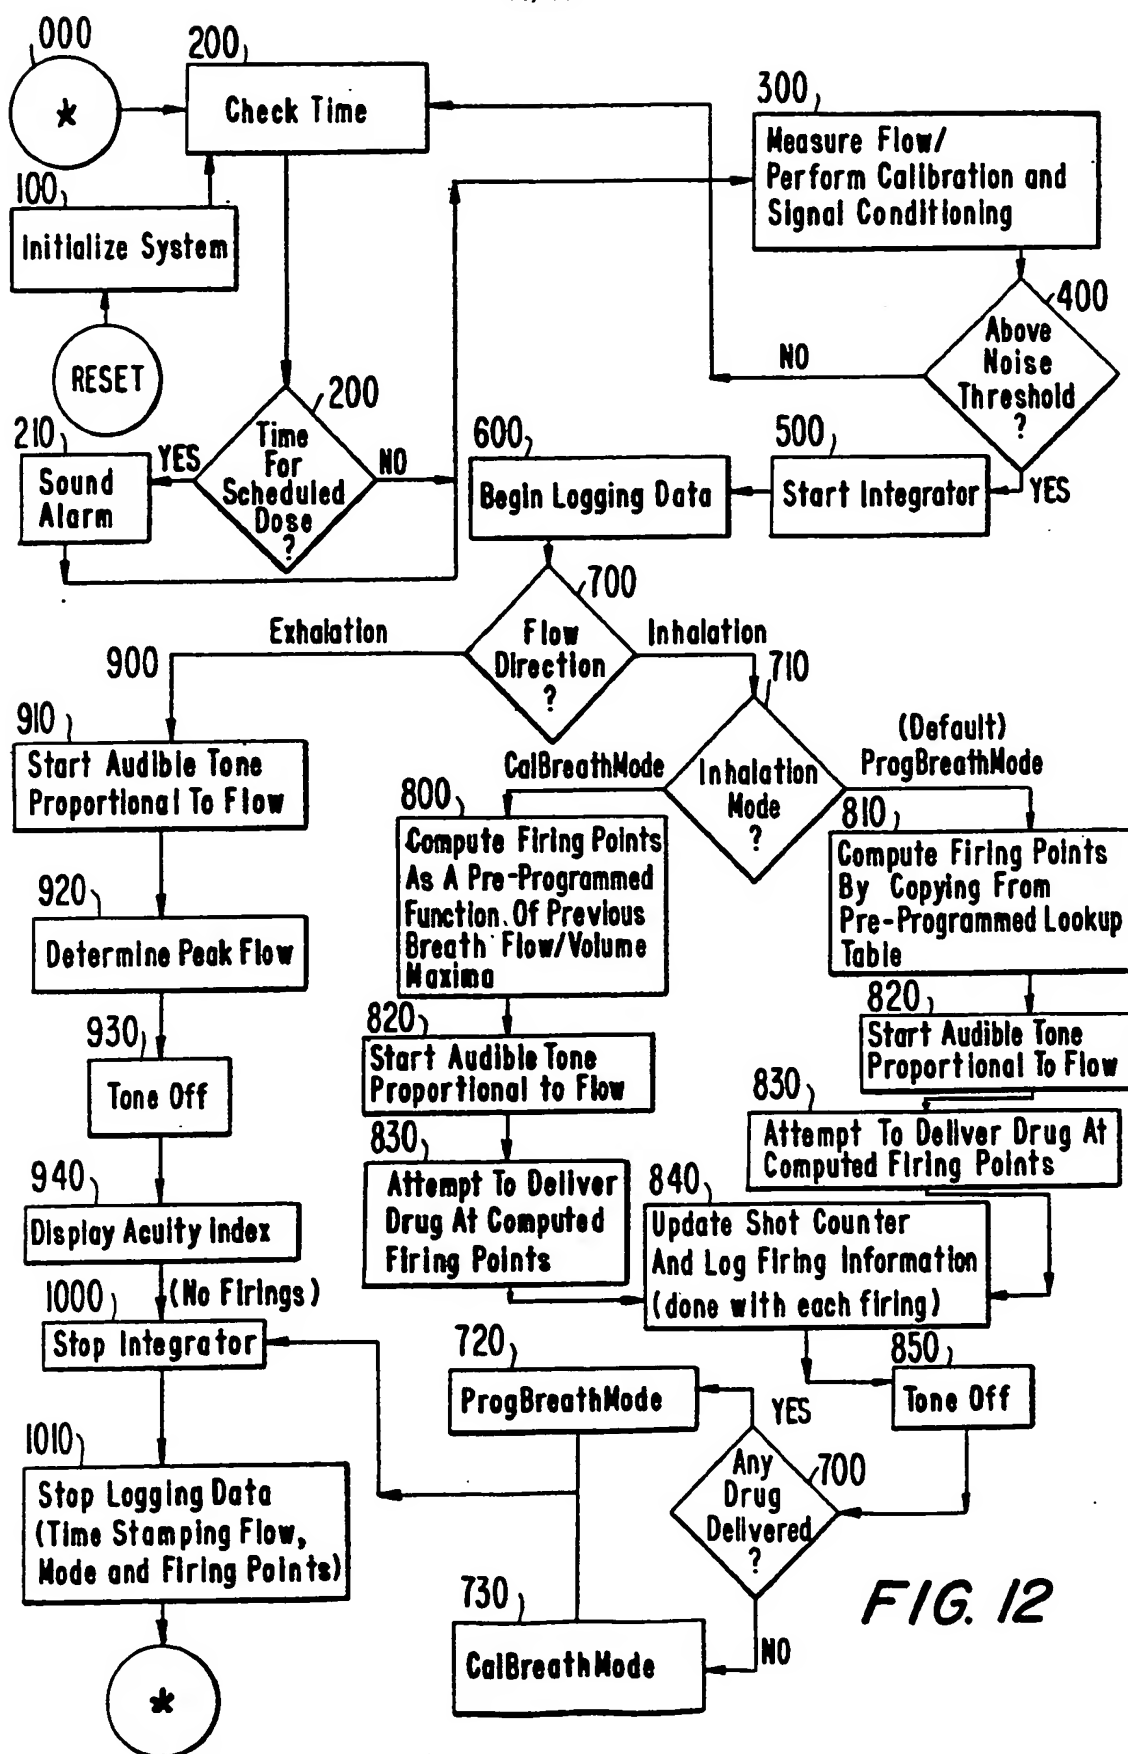 000
*
200
Check Time
300
Measure Flow/
Perform Calibration and
Signal Conditioning
100
Initialize System
RESET
400
Above
Noise
Threshold
?
NO
YES
200
Time
For
Scheduled
Dose
?
YES
NO
210
Sound
Alarm
500
Start Integrator
600
Begin Logging Data
700
Flow
Direction
?
Exhalation
Inhalation
900
710
Inhalation
Mode
?
CalBreathMode
(Default)
ProgBreathMode
910
Start Audible Tone
Proportional To Flow
920
Determine Peak Flow
930
Tone Off
940
Display Acuity Index
(No Firings)
800
Compute Firing Points
As A Pre-Programmed
Function Of Previous
Breath Flow/Volume
Maxima
820
Start Audible Tone
Proportional to Flow
830
Attempt To Deliver
Drug At Computed
Firing Points
810
Compute Firing Points
By Copying From
Pre-Programmed Lookup
Table
820
Start Audible Tone
Proportional To Flow
830
Attempt To Deliver Drug At
Computed Firing Points
840
Update Shot Counter
And Log Firing Information
(done with each firing)
850
Tone Off
700
Any
Drug
Delivered
?
YES
NO
720
ProgBreathMode
730
CalBreathMode
1000
Stop Integrator
1010
Stop Logging Data
(Time Stamping Flow,
Mode and Firing Points)
*
FIG. 12